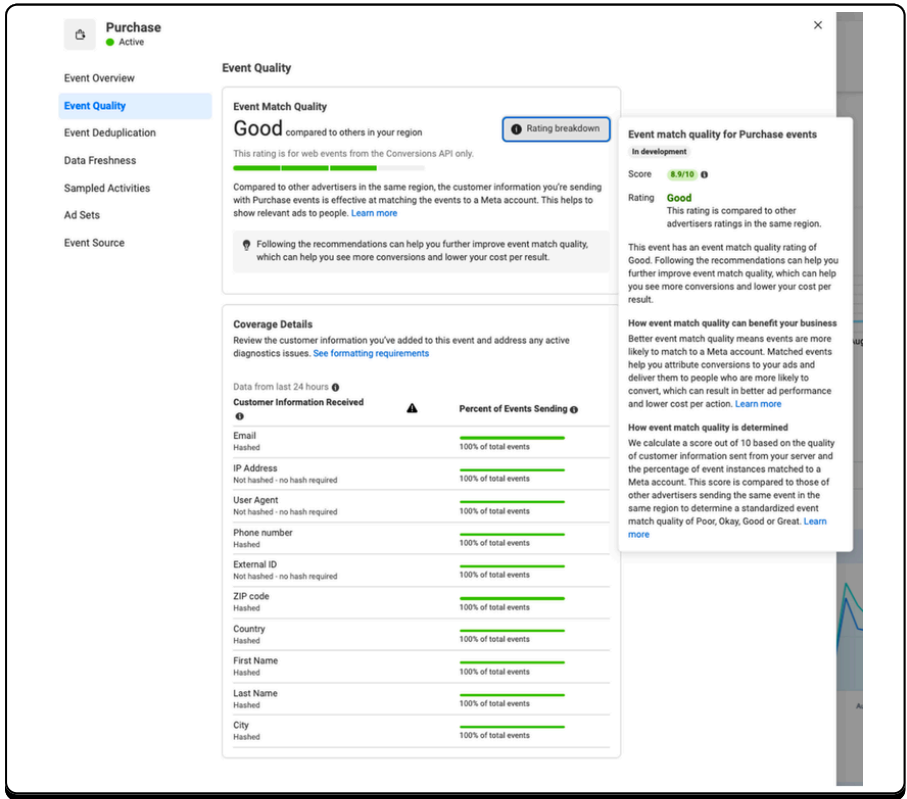 Purchase
Active
Event Overview
Event Quality
Event Deduplication
Data Freshness
Sampled Activities
Ad Sets
Event Source
Event Quality
Event Match Quality
Good compared to others in your region
Rating breakdown
This rating is for web events from the Conversions API only.
Compared to other advertisers in the same region, the customer information you're sending
with Purchase events is effective at matching the events to a Meta account. This helps to
show relevant ads to people. Learn more
Following the recommendations can help you further improve event match quality,
which can help you see more conversions and lower your cost per result.
Coverage Details
Review the customer information you've added to this event and address any active
diagnostics issues. See formatting requirements
Data from last 24 hours
Customer Information Received
Percent of Events Sending
Email
Hashed
100% of total events
IP Address
Not hashed - no hash required
100% of total events
User Agent
Not hashed - no hash required
100% of total events
Phone number
Hashed
100% of total events
External ID
Not hashed - no hash required
100% of total events
ZIP code
Hashed
100% of total events
Country
Hashed
100% of total events
First Name
Hashed
100% of total events
Last Name
Hashed
100% of total events
City
Hashed
100% of total events
Event match quality for Purchase events
In development
Score 8.9/10
Rating Good
This rating is compared to other
advertisers ratings in the same region.
This event has an event match quality rating of
Good. Following the recommendations can help you
further improve event match quality, which can help
you see more conversions and lower your cost per
result.
How event match quality can benefit your business
Better event match quality means events are more
likely to match to a Meta account. Matched events
help you attribute conversions to your ads and
deliver them to people who are more likely to
convert, which can result in better ad performance
and lower cost per action. Learn more
How event match quality is determined
We calculate a score out of 10 based on the quality
of customer information sent from your server and
the percentage of event instances matched to a
Meta account. This score is compared to those of
other advertisers sending the same event in the
same region to determine a standardized event
match quality of Poor, Okay, Good or Great. Learn
more